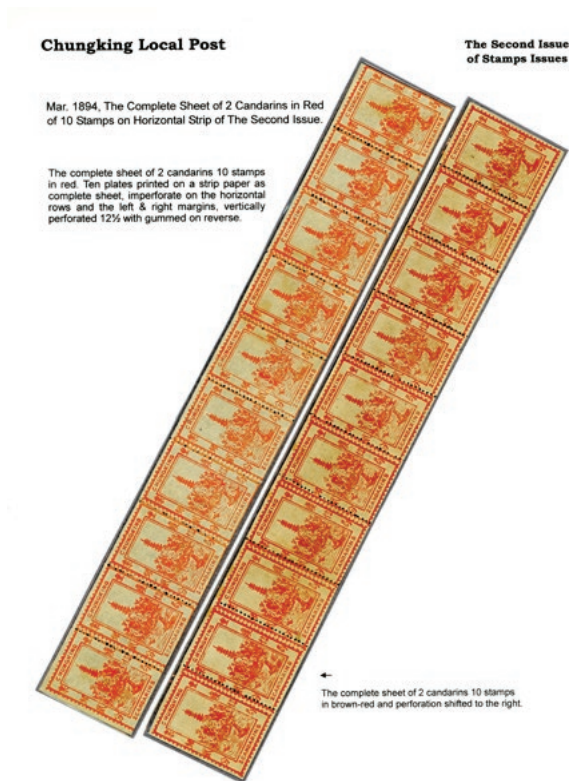 Chungking Local Post
The Second Issue
of Stamps Issues
Mar. 1894, The Complete Sheet of 2 Candarins in Red
of 10 Stamps on Horizontal Strip of The Second Issue.
The complete sheet of 2 candarins 10 stamps
in red. Ten plates printed on a strip paper as
complete sheet, imperforate on the horizontal
rows and the left & right margins, vertically
perforated 12½ with gummed on reverse.
←
The complete sheet of 2 candarins 10 stamps
in brown-red and perforation shifted to the right.